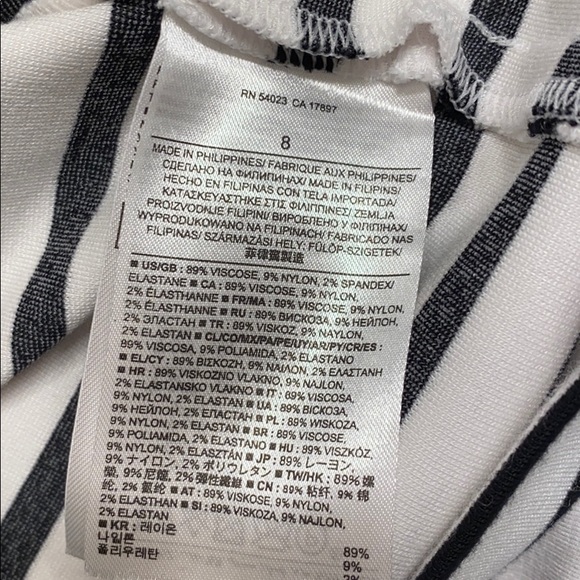 RN 54023 CA 17897
8
MADE IN PHILIPPINES/ FABRIQUE AUX PHILIPPINES/
СДЕЛАНО НА ФИЛИПИНАХ/ MADE IN FILIPINS/
HECHO EN FILIPINAS CON TELA IMPORTADA/
ΚΑΤΑΣΚΕΥΑΣΤΗΚΕ ΣΤΙΣ ΦΙΛΙΠΠΙΝΕΣ/ ZEMLJA
PROIZVODNJE FILIPINI/ ВИРОБЛЕНО У ФІЛІППІНАХ/
WYPRODUKOWANO NA FILIPINACH/ FABRICADO NAS
FILIPINAS/ SZÁRMAZÁSI HELY: FÜLÖP-SZIGETEK/
菲律賓製造
■ US/GB : 89% VISCOSE, 9% NYLON, 2% SPANDEX/
ELASTANE ■ CA : 89% VISCOSE, 9% NYLON,
2% ÉLASTHANNE ■ FR/MA : 89% VISCOSE, 9% NYLON,
2% ÉLASTHANNE ■ RU : 89% ВИСКОЗА, 9% НЕЙЛОН,
2% ЭЛАСТАН ■ TR : 89% VISKOZ, 9% NAYLON,
2% ELASTAN ■ CL/CO/MX/PA/PE/UY/AR/PY/CR/ES :
89% VISCOSA, 9% POLIAMIDA, 2% ELASTANO
■ EL/CY : 89% ΒΙΣΚΟΖΗ, 9% ΝΑΪΛΟΝ, 2% ΕΛΑΣΤΑΝΗ
■ HR : 89% VISKOZNO VLAKNO, 9% NAJLON,
2% ELASTANSKO VLAKNO ■ IT : 89% VISCOSA,
9% NYLON, 2% ELASTAN ■ UA : 89% ВІСКОЗА,
9% НЕЙЛОН, 2% ЕЛАСТАН ■ PL : 89% WISKOZA,
9% NYLON, 2% ELASTAN ■ BR : 89% VISCOSE,
9% POLIAMIDA, 2% ELASTANO ■ HU : 89% VISZKÓZ,
9% NYLON, 2% ELASZTÁN ■ JP : 89% レーヨン,
9% ナイロン, 2% ポリウレタン ■ TW/HK : 89% 嫘
縈, 9% 尼龍, 2% 彈性纖維 ■ CN : 89% 粘纤, 9% 锦
纶, 2% 氨纶 ■ AT : 89% VISKOSE, 9% NYLON,
2% ELASTHAN ■ SI : 89% VISKOZA, 9% NAJLON,
2% ELASTAN
■ KR : 레이온
89%
나일론
9%
폴리우레탄
2%